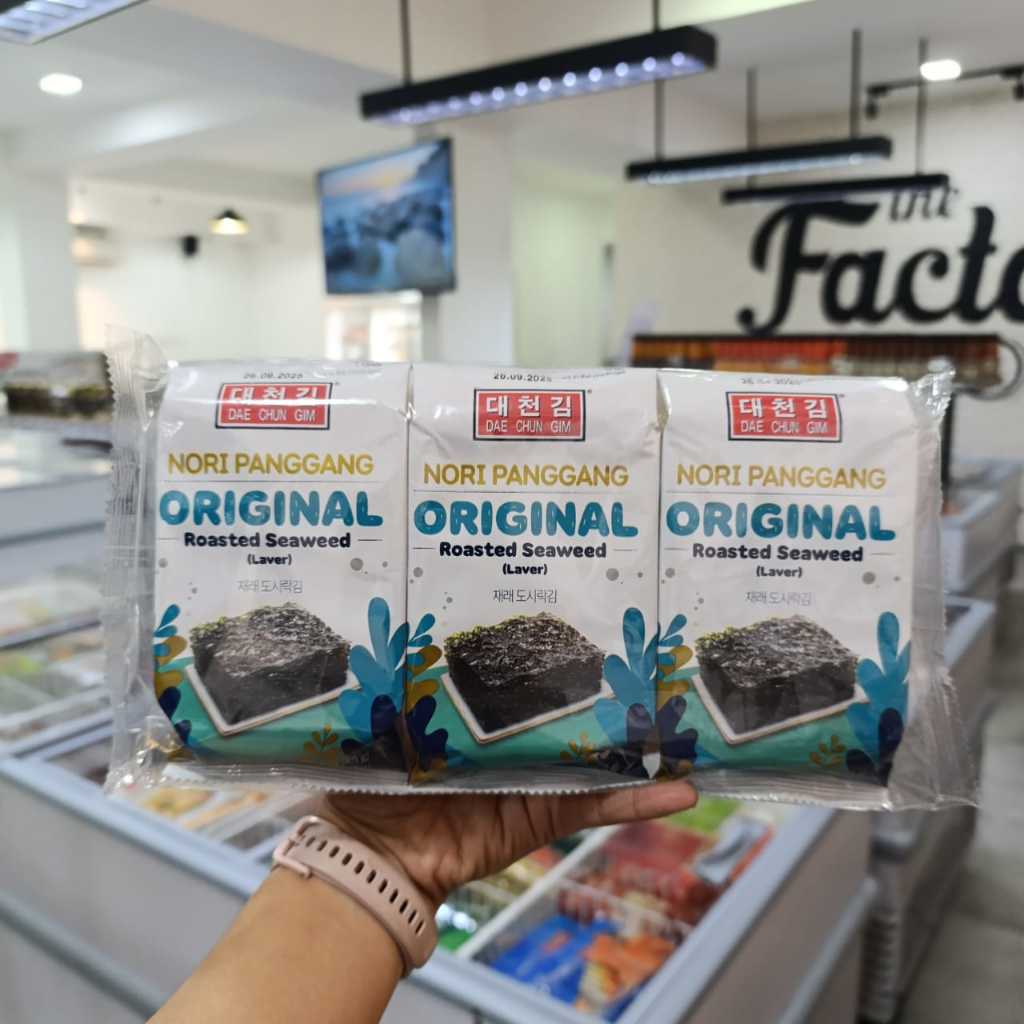 The
Facto
26.09.2025
대천김
DAE CHUN GIM
NORI PANGGANG
ORIGINAL
Roasted Seaweed
(Laver)
재래 도시락김
26.09.2025
대천김
DAE CHUN GIM
NORI PANGGANG
ORIGINAL
Roasted Seaweed
(Laver)
재래 도시락김
대천김
DAE CHUN GIM
NORI PANGGANG
ORIGINAL
Roasted Seaweed
(Laver)
재래 도시락김